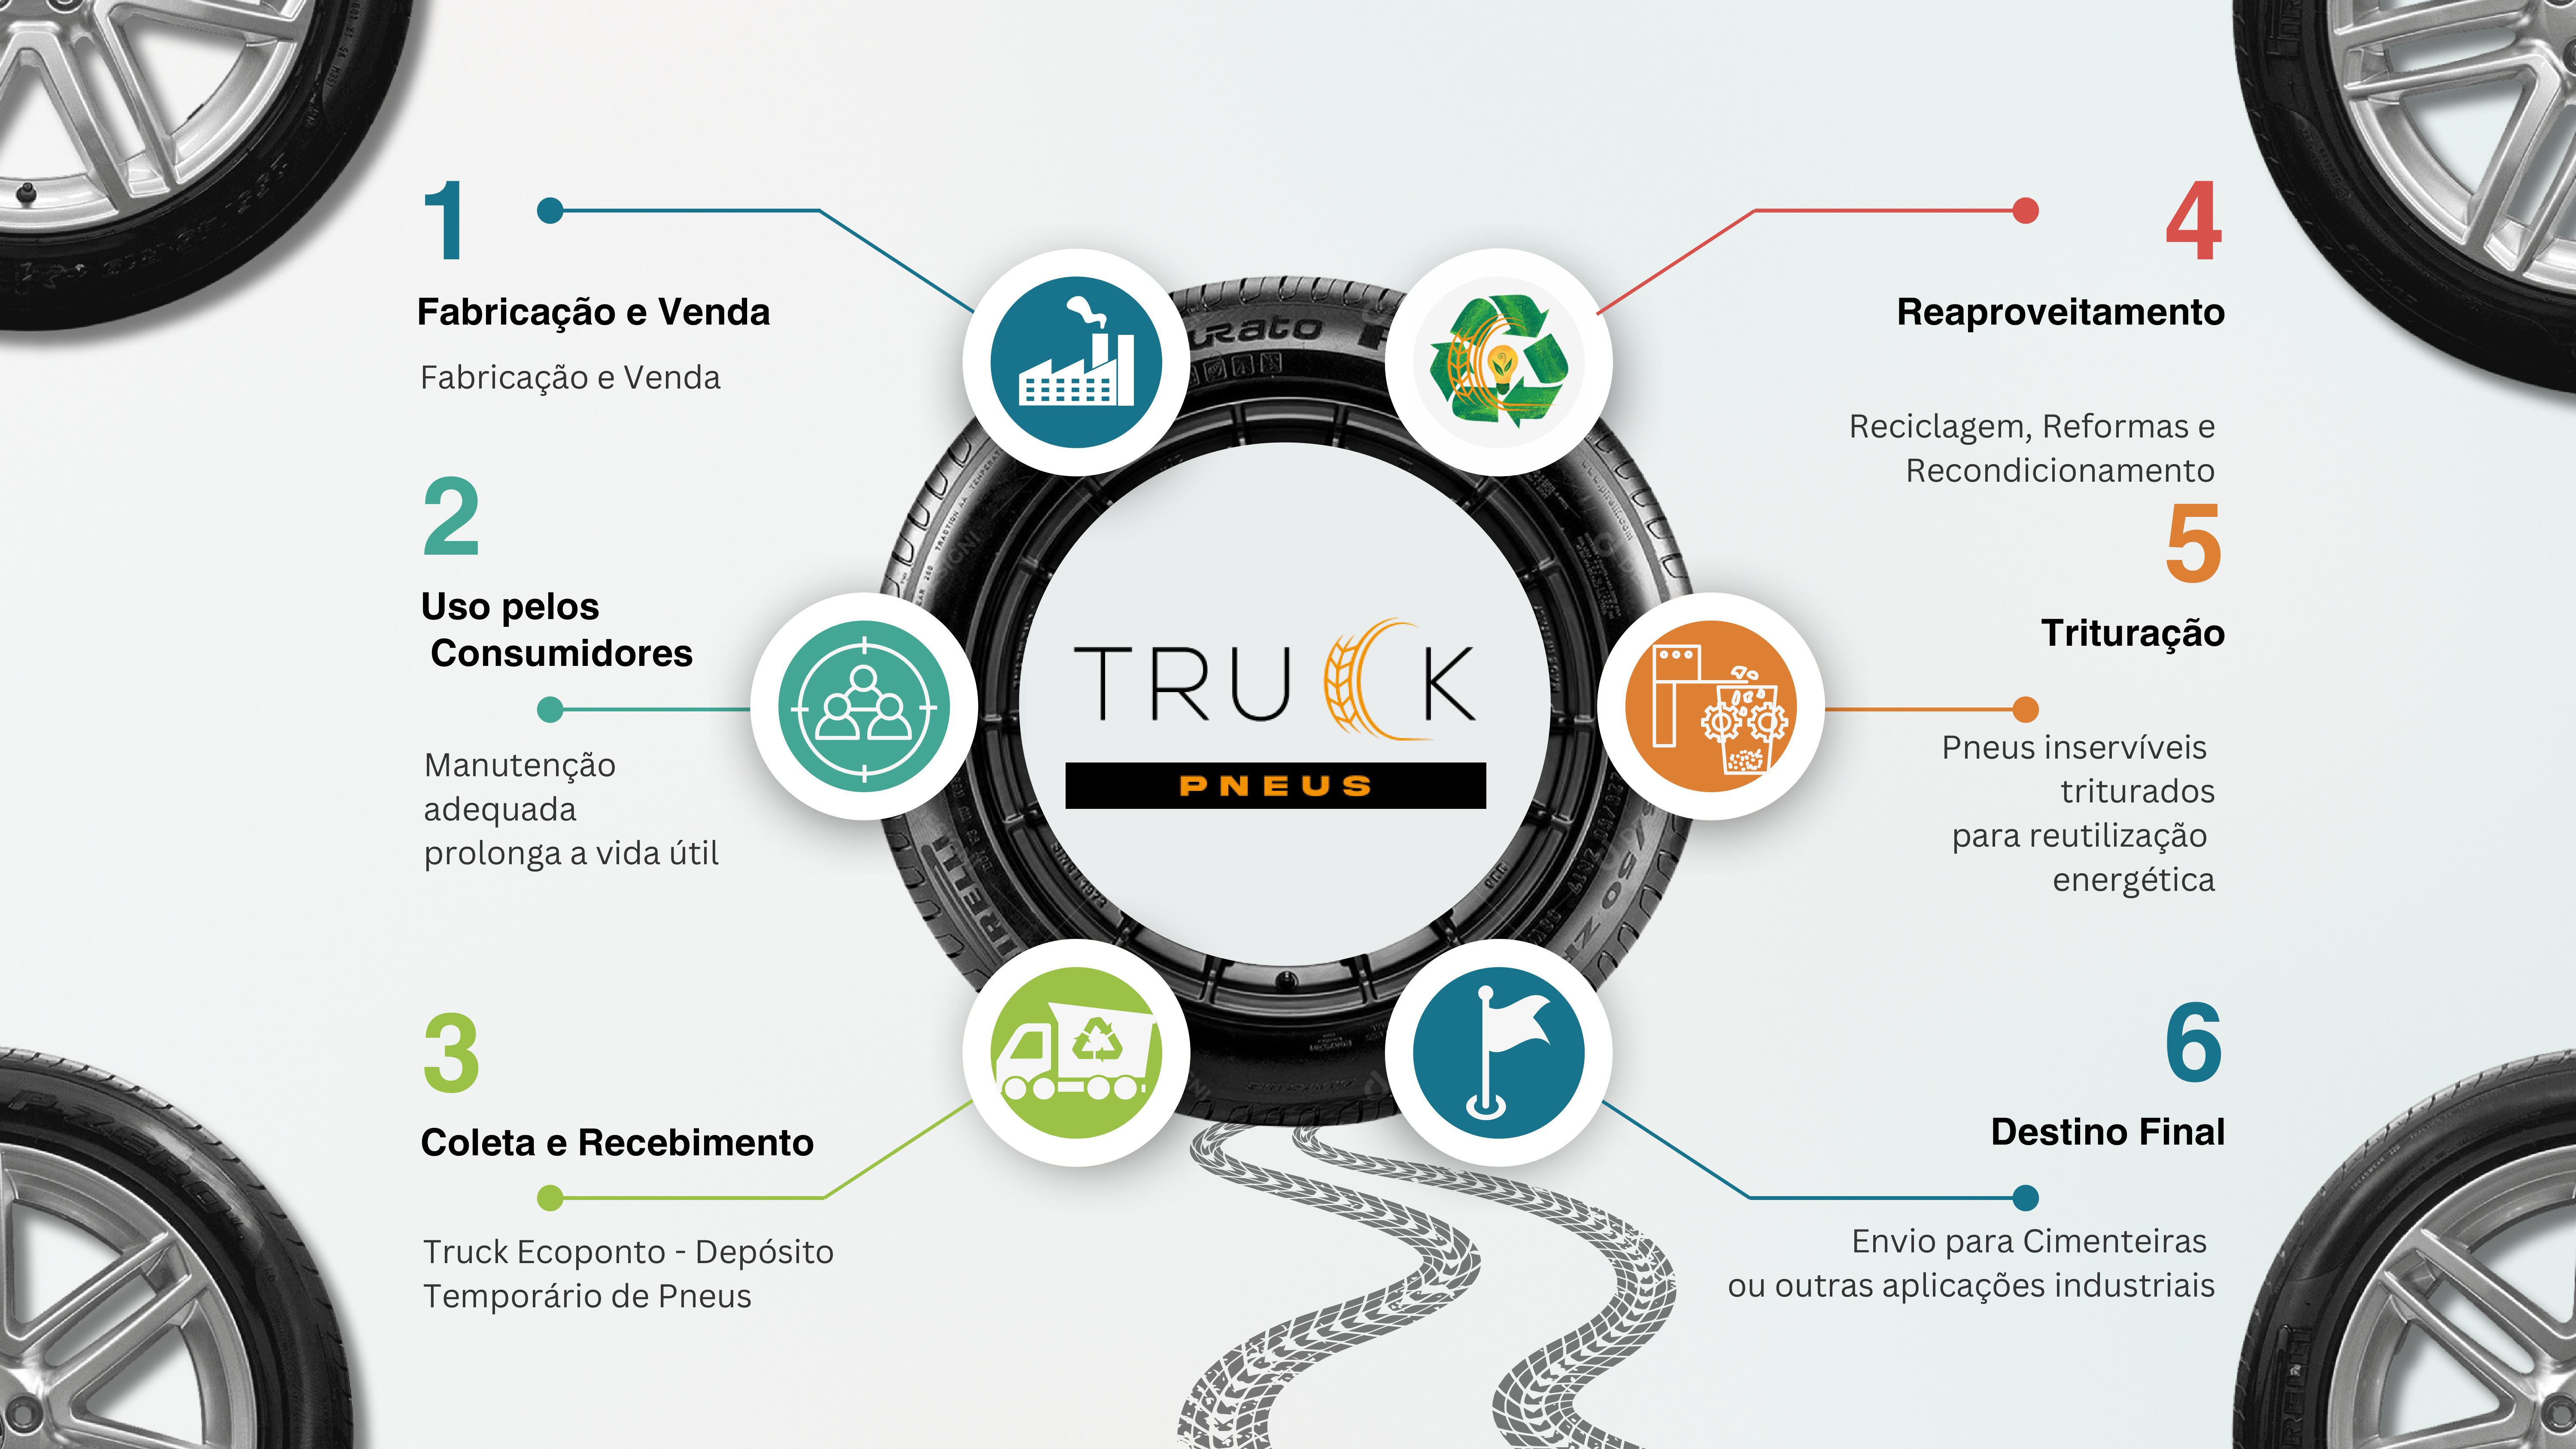 1
Fabricação e Venda
Fabricação e Venda
2
Uso pelos
Consumidores
Manutenção
adequada
prolonga a vida útil
3
Coleta e Recebimento
Truck Ecoponto - Depósito
Temporário de Pneus
TRUCK
PNEUS
4
Reaproveitamento
Reciclagem, Reformas e
Recondicionamento
5
Trituração
Pneus inservíveis
triturados
para reutilização
energética
6
Destino Final
Envio para Cimenteiras
ou outras aplicações industriais
P-ZERO